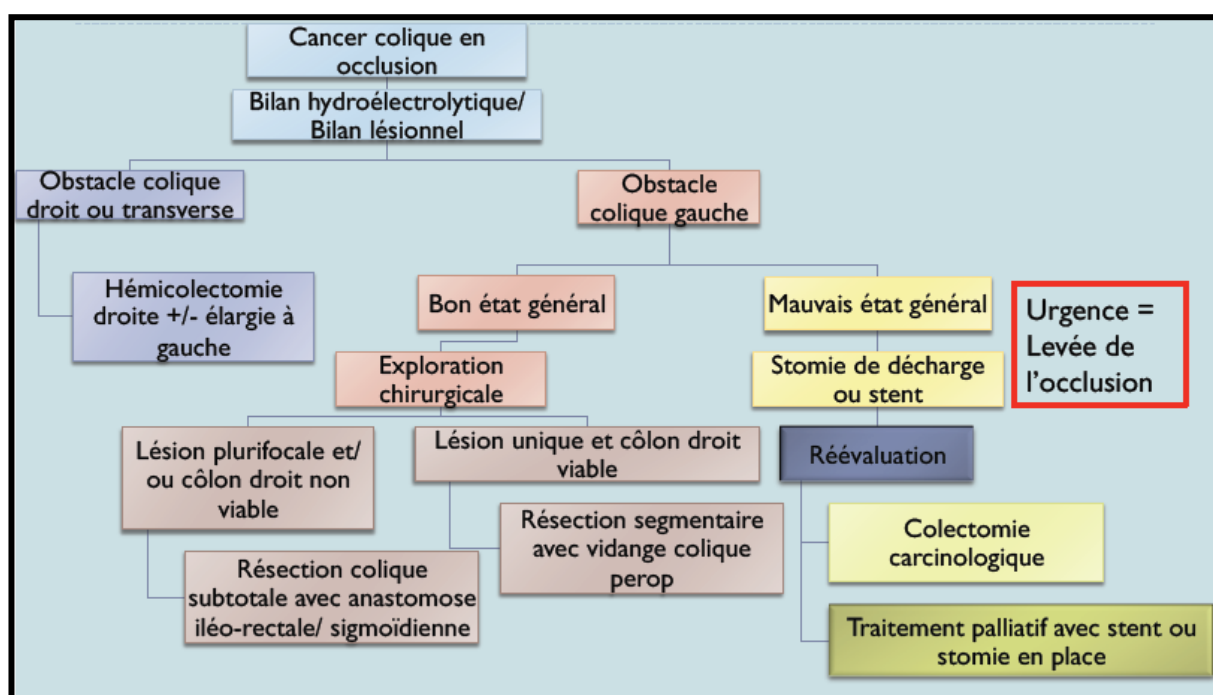 Cancer colique en
occlusion
Bilan hydroélectrolytique/
Bilan lésionnel
Obstacle colique
droit ou transverse
Obstacle
colique gauche
Hémicolectomie
droite +/- élargie à
gauche
Bon état général
Mauvais état général
Urgence =
Levée de
l'occlusion
Exploration
chirurgicale
Stomie de décharge
ou stent
Lésion plurifocale et/
ou côlon droit non
viable
Lésion unique et côlon droit
viable
Réévaluation
Résection segmentaire
avec vidange colique
perop
Colectomie
carcinologique
Résection colique
subtotale avec anastomose
iléo-rectale/ sigmoïdienne
Traitement palliatif avec stent ou
stomie en place